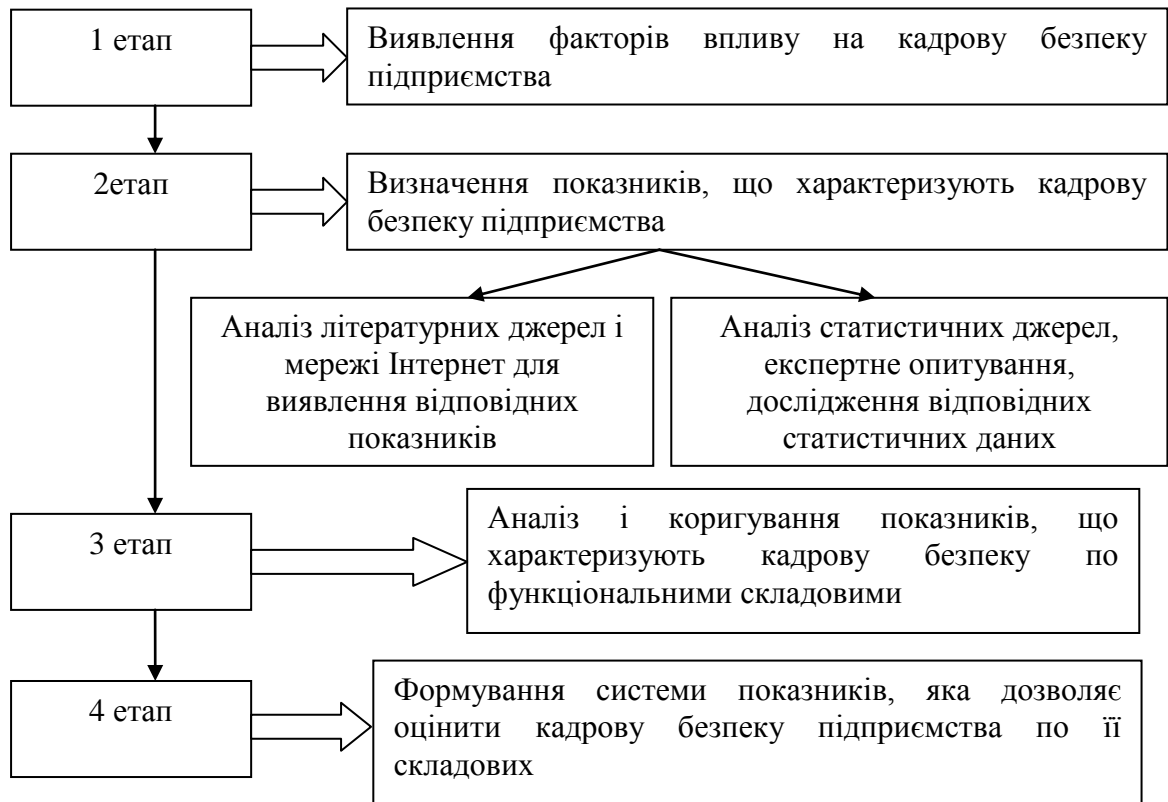 1 етап
Виявлення факторів впливу на кадрову безпеку
підприємства
2етап
Визначення показників, що характеризують кадрову
безпеку підприємства
Аналіз літературних джерел і
мережі Інтернет для
виявлення відповідних
показників
Аналіз статистичних джерел,
експертне опитування,
дослідження відповідних
статистичних даних
3 етап
Аналіз і коригування показників, що
характеризують кадрову безпеку по
функціональними складовими
4 етап
Формування системи показників, яка дозволяє
оцінити кадрову безпеку підприємства по її
складових